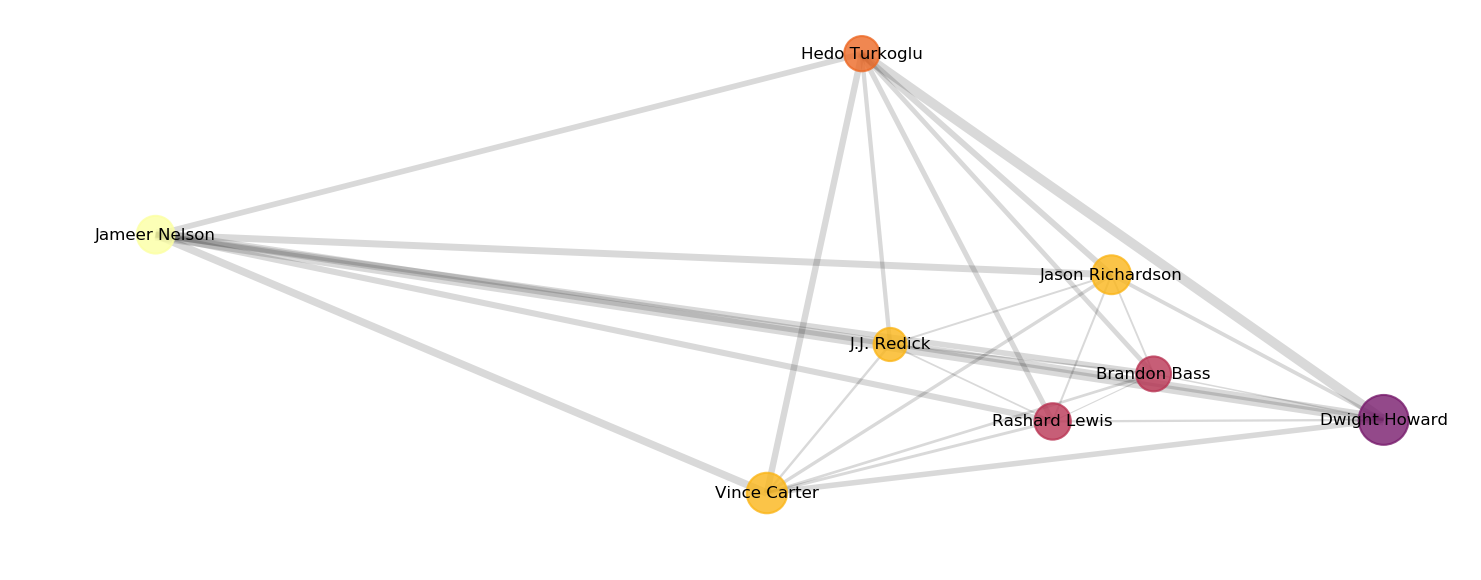 Hedo Turkoglu
Jameer Nelson
Jason Richardson
J.J. Redick
Brandon Bass
Rashard Lewis
Dwight Howard
Vince Carter